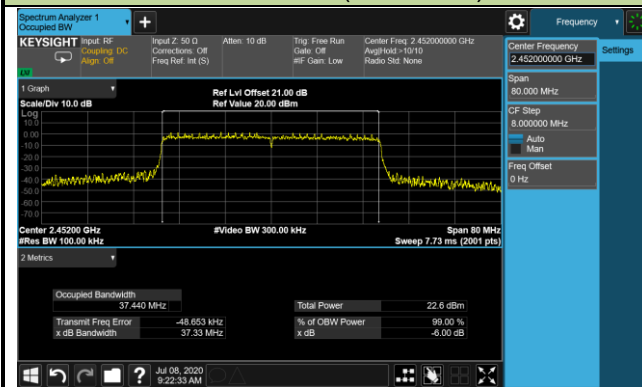 Spectrum Analyzer 1
Occupied BW
+
Frequency
KEYSIGHT Input: RF Input Z: 50 Ω Atten: 10 dB Trig: Free Run Center Freq: 2.452000000 GHz
Coupling: DC Corrections: Off Gate: Off Avg|Hold:>10/10
Align: Off Freq Ref: Int (S) #IF Gain: Low Radio Std: None
Center Frequency
2.452000000 GHz
Settings
Span
80.000 MHz
CF Step
8.000000 MHz
Auto
Man
Freq Offset
0 Hz
1 Graph
Ref Lvl Offset 21.00 dB
Scale/Div 10.0 dB Ref Value 20.00 dBm
Log
10.0
0.00
-10.0
-20.0
-30.0
-40.0
-50.0
-60.0
-70.0
Center 2.45200 GHz #Video BW 300.00 kHz Span 80 MHz
#Res BW 100.00 kHz Sweep 7.73 ms (2001 pts)
2 Metrics
Occupied Bandwidth
37.440 MHz Total Power 22.6 dBm
Transmit Freq Error -48.653 kHz % of OBW Power 99.00 %
x dB Bandwidth 37.33 MHz x dB -6.00 dB
? Jul 08, 2020
9:22:33 AM